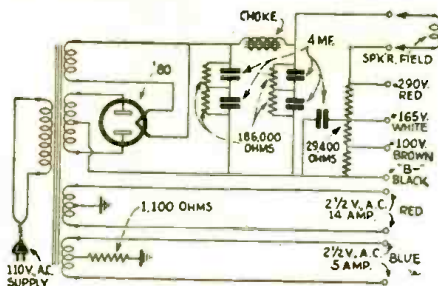 CHOKE
4 MF.
SPK'R. FIELD
'80
290V.
RED
165V.
WHITE
186,000
OHMS
29,400
OHMS
100V.
BROWN
"B-"
BLACK
1,100 OHMS
2½ V., A.C.
14 AMP.
RED
110V., A.C.
SUPPLY
BLUE
2½ V., A.C.
5 AMP.